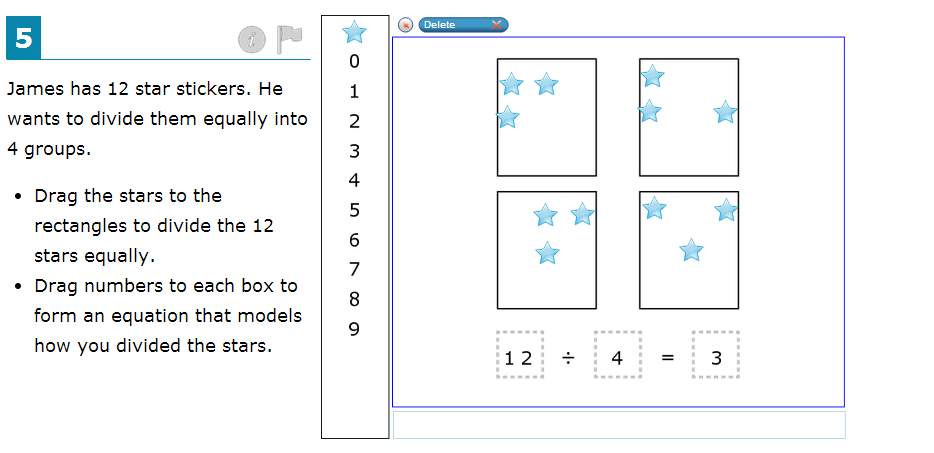 5
i
James has 12 star stickers. He
wants to divide them equally into
4 groups.
• Drag the stars to the
rectangles to divide the 12
stars equally.
• Drag numbers to each box to
form an equation that models
how you divided the stars.
0
1
2
3
4
5
6
7
8
9
Delete
1 2 ÷ 4 = 3